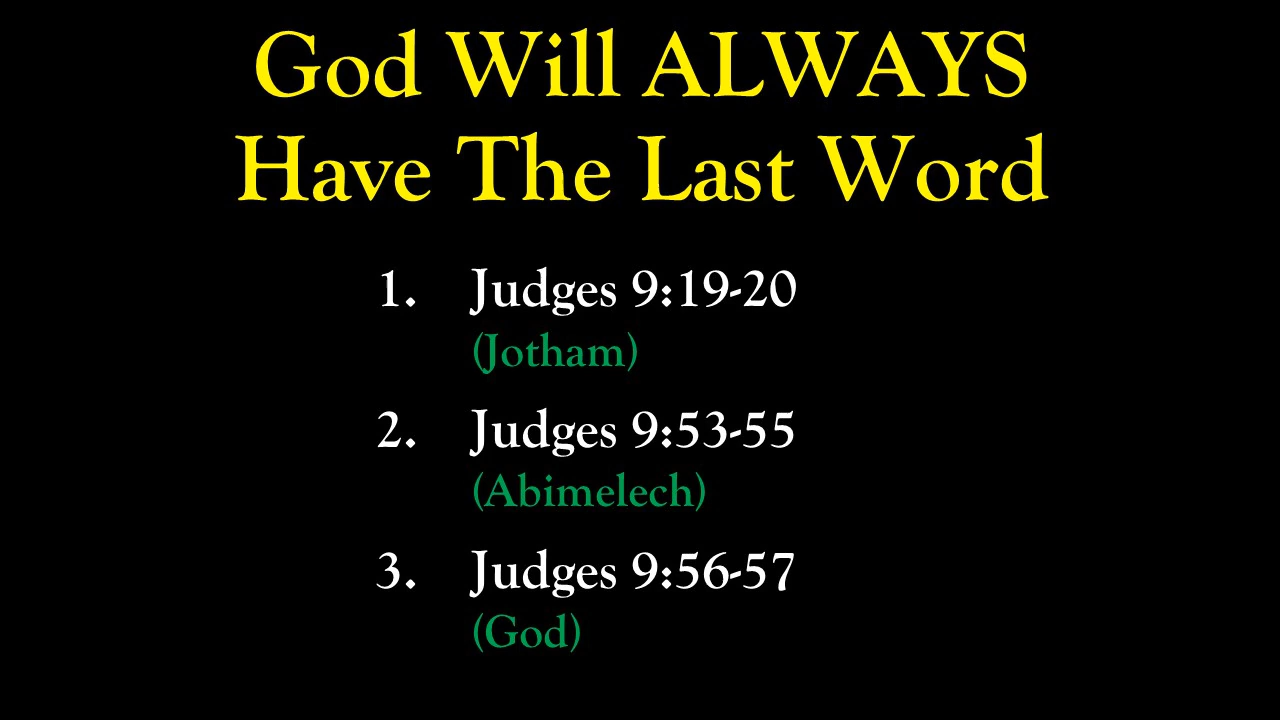 God Will ALWAYS
Have The Last Word
1. Judges 9:19-20
(Jotham)
2. Judges 9:53-55
(Abimelech)
3. Judges 9:56-57
(God)